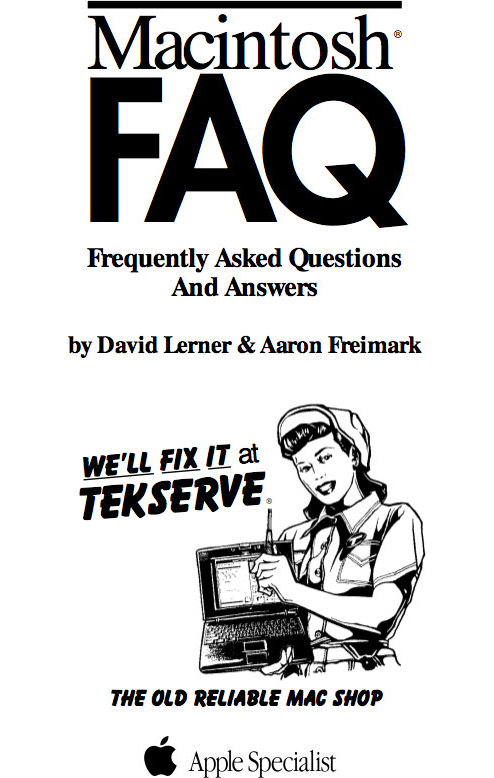 Macintosh®
FAQ
Frequently Asked Questions
And Answers
by David Lerner & Aaron Freimark
WE'LL FIX IT at
TEKSERVE®
THE OLD RELIABLE MAC SHOP
Apple Specialist